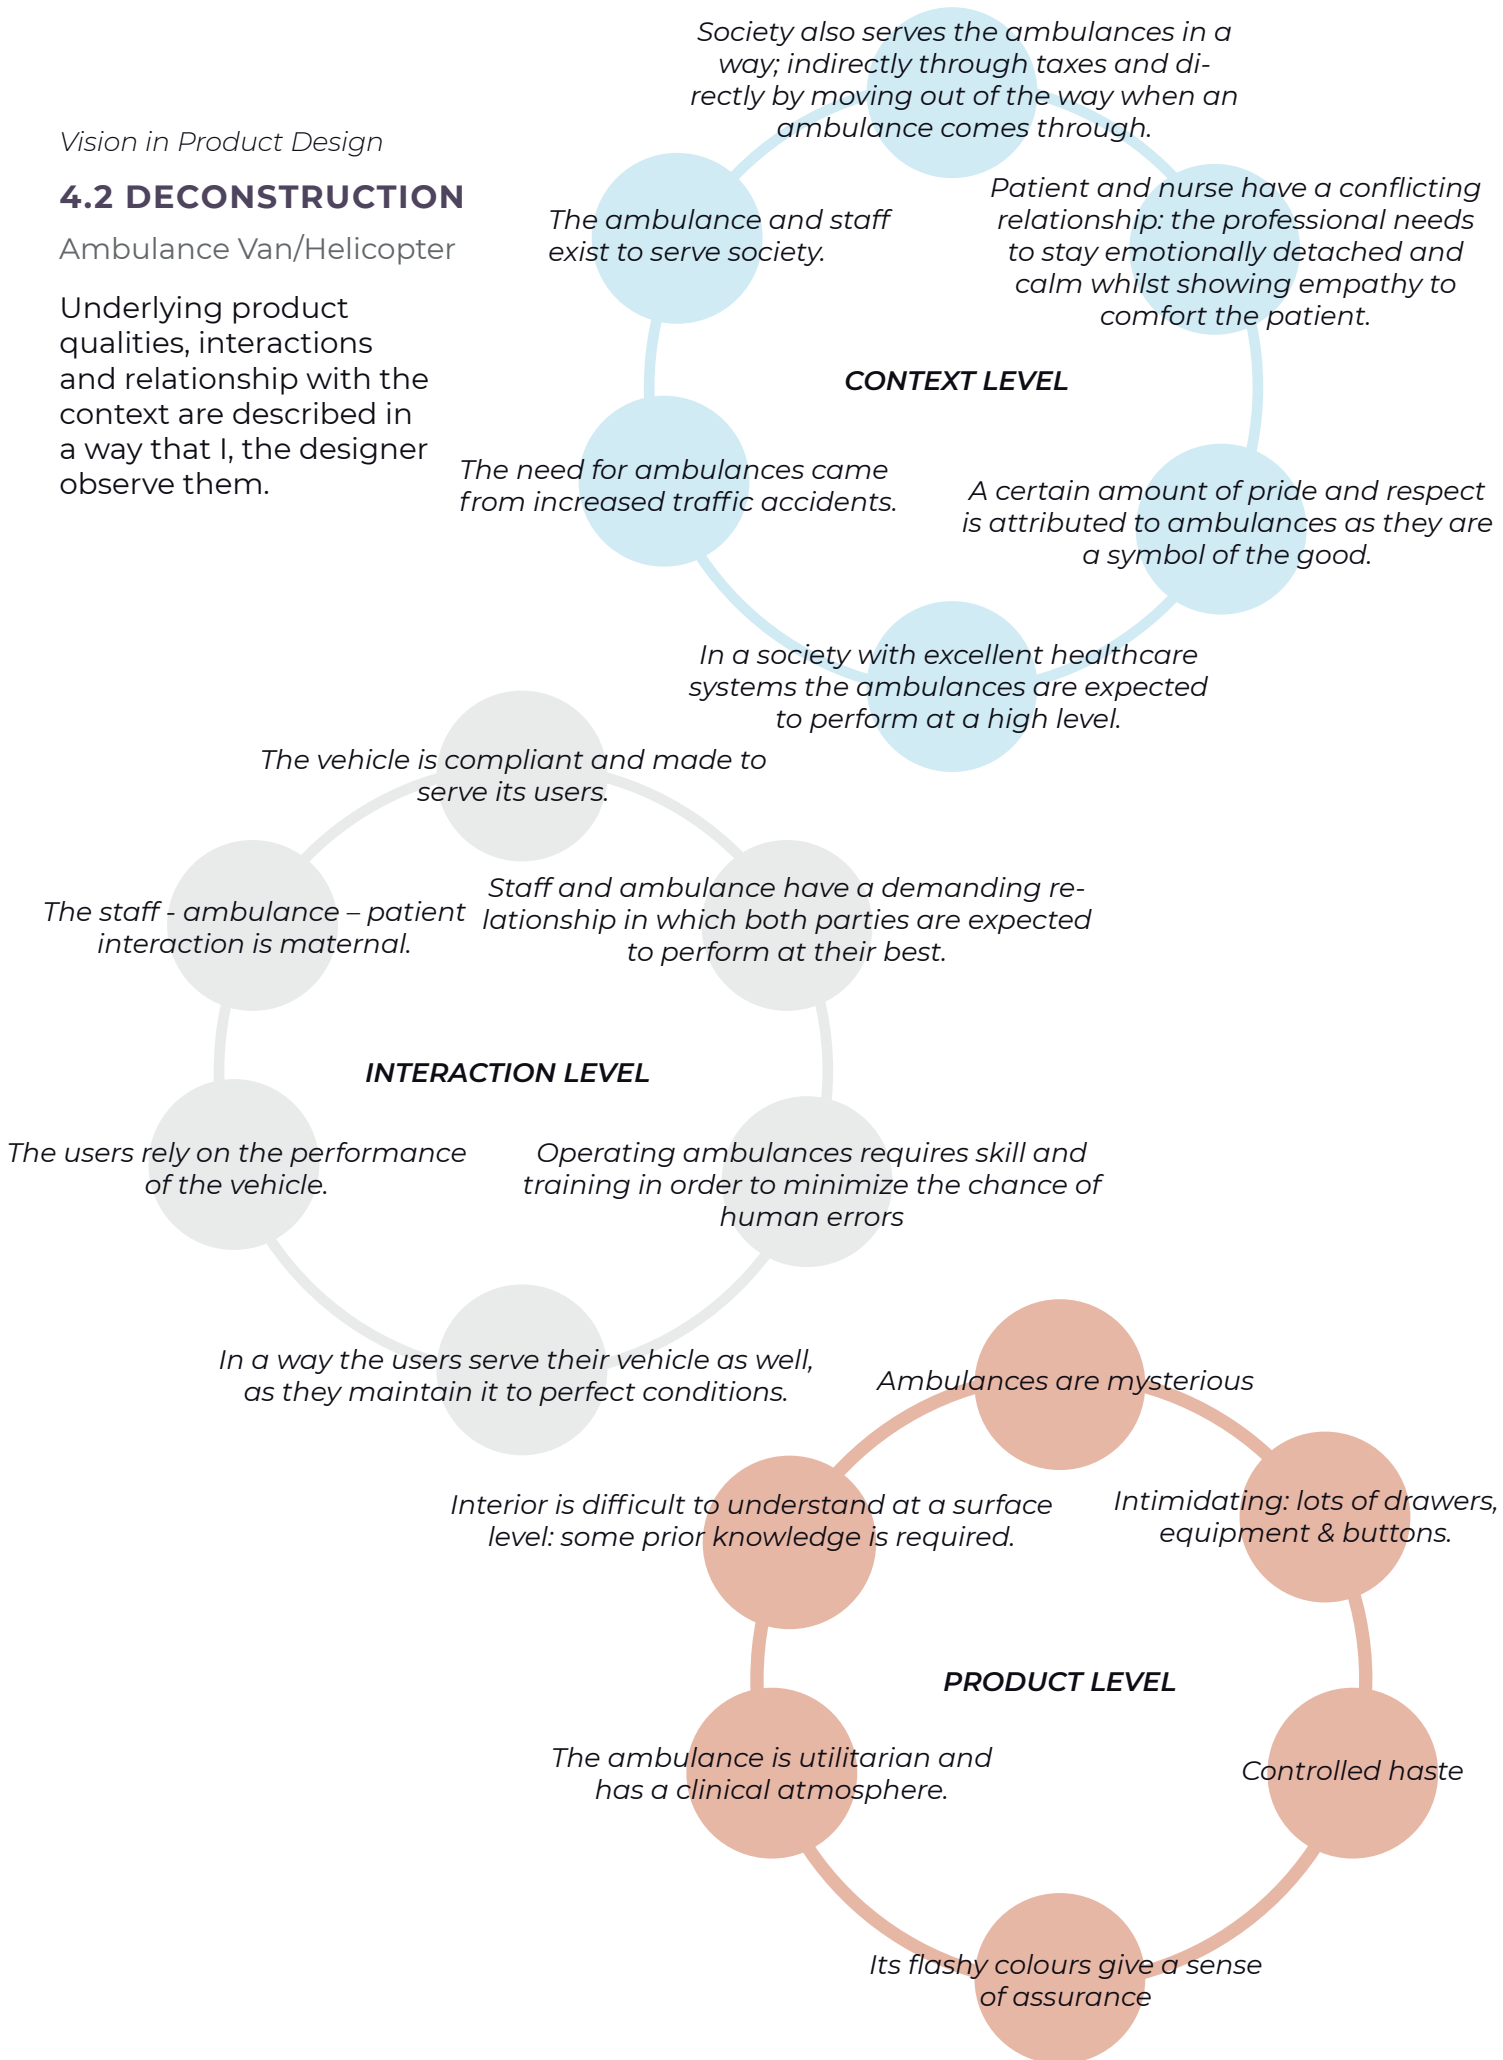 Vision in Product Design
4.2 DECONSTRUCTION
Ambulance Van/Helicopter
Underlying product
qualities, interactions
and relationship with the
context are described in
a way that I, the designer
observe them.
Society also serves the ambulances in a
way; indirectly through taxes and di-
rectly by moving out of the way when an
ambulance comes through.
The ambulance and staff
exist to serve society.
Patient and nurse have a conflicting
relationship: the professional needs
to stay emotionally detached and
calm whilst showing empathy to
comfort the patient.
CONTEXT LEVEL
The need for ambulances came
from increased traffic accidents.
A certain amount of pride and respect
is attributed to ambulances as they are
a symbol of the good.
In a society with excellent healthcare
systems the ambulances are expected
to perform at a high level.
The vehicle is compliant and made to
serve its users.
The staff - ambulance – patient
interaction is maternal.
Staff and ambulance have a demanding re-
lationship in which both parties are expected
to perform at their best.
INTERACTION LEVEL
The users rely on the performance
of the vehicle.
Operating ambulances requires skill and
training in order to minimize the chance of
human errors
In a way the users serve their vehicle as well,
as they maintain it to perfect conditions.
Ambulances are mysterious
Interior is difficult to understand at a surface
level: some prior knowledge is required.
Intimidating: lots of drawers,
equipment & buttons.
PRODUCT LEVEL
The ambulance is utilitarian and
has a clinical atmosphere.
Controlled haste
Its flashy colours give a sense
of assurance